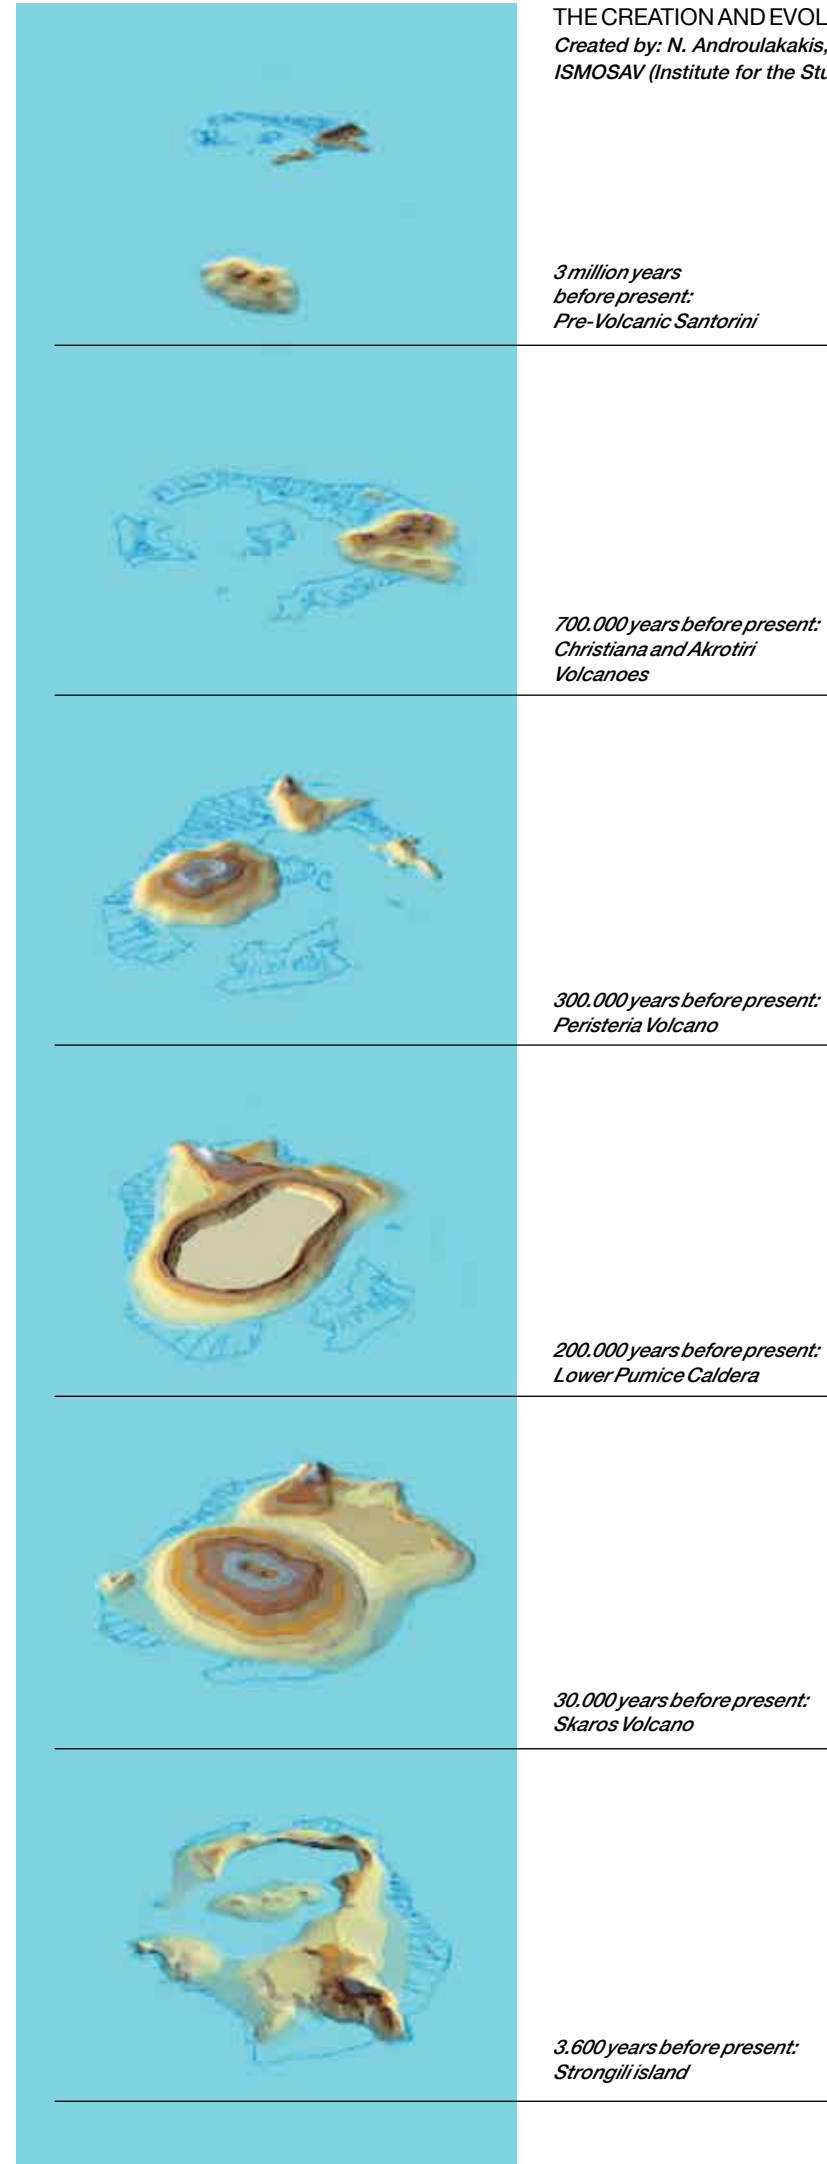 THE CREATION AND EVOL
Created by: N. Androulakakis,
ISMOSAV (Institute for the Stu
3 million years
before present:
Pre-Volcanic Santorini
700.000 years before present:
Christiana and Akrotiri
Volcanoes
300.000 years before present:
Peristeria Volcano
200.000 years before present:
Lower Pumice Caldera
30.000 years before present:
Skaros Volcano
3.600 years before present:
Strongili island